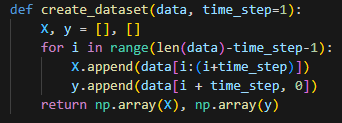 def create_dataset(data, time_step=1):
    X, y = [], []
    for i in range(len(data)-time_step-1):
        X.append(data[i:(i+time_step)])
        y.append(data[i + time_step, 0])
    return np.array(X), np.array(y)